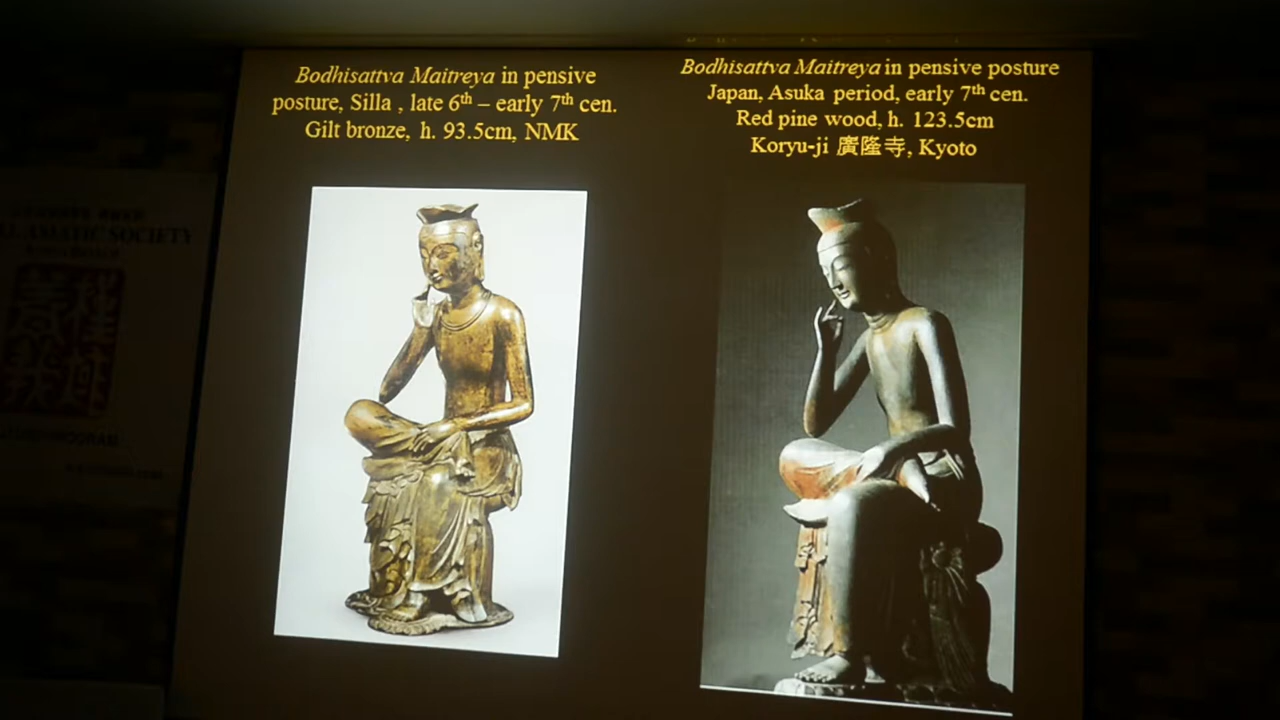 Bodhisattva Maitreya in pensive
posture, Silla , late 6th – early 7th cen.
Gilt bronze, h. 93.5cm, NMK
Bodhisattva Maitreya in pensive posture
Japan, Asuka period, early 7th cen.
Red pine wood, h. 123.5cm
Koryu-ji 廣隆寺, Kyoto
ASIATIC SOCIETY